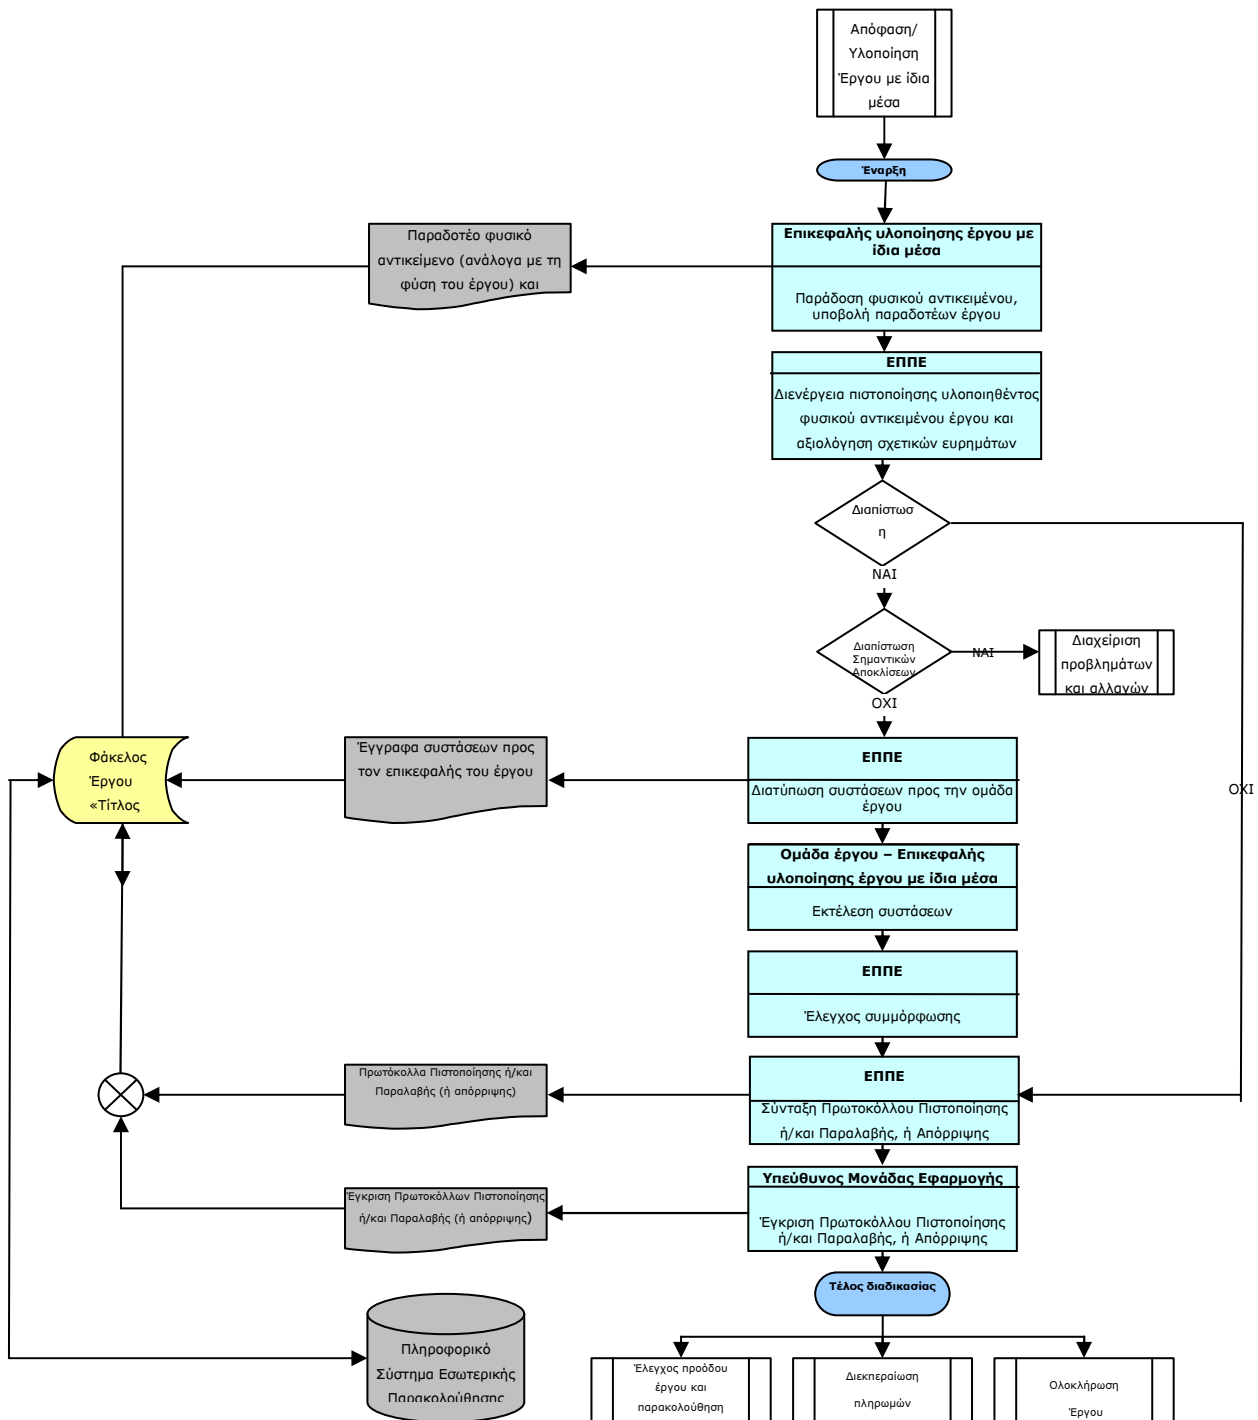 Απόφαση/
Υλοποίηση
Έργου με ίδια
μέσα
Έναρξη
Επικεφαλής υλοποίησης έργου με
ίδια μέσα
Παράδοση φυσικού αντικειμένου,
υποβολή παραδοτέων έργου
Παραδοτέο φυσικό
αντικείμενο (ανάλογα με τη
φύση του έργου) και
ΕΠΠΕ
Διενέργεια πιστοποίησης υλοποιηθέντος
φυσικού αντικειμένου έργου και
αξιολόγηση σχετικών ευρημάτων
Διαπίστωσ
η
ΝΑΙ
Διαπίστωση
Σημαντικών
Αποκλίσεων
ΝΑΙ
Διαχείριση
προβλημάτων
και αλλαγών
ΟΧΙ
ΟΧΙ
ΕΠΠΕ
Διατύπωση συστάσεων προς την ομάδα
έργου
Έγγραφα συστάσεων προς
τον επικεφαλής του έργου
Φάκελος
Έργου
«Τίτλος
Ομάδα έργου – Επικεφαλής
υλοποίησης έργου με ίδια μέσα
Εκτέλεση συστάσεων
ΕΠΠΕ
Έλεγχος συμμόρφωσης
ΕΠΠΕ
Σύνταξη Πρωτοκόλλου Πιστοποίησης
ή/και Παραλαβής, ή Απόρριψης
Πρωτόκολλα Πιστοποίησης ή/και
Παραλαβής (ή απόρριψης)
Υπεύθυνος Μονάδας Εφαρμογής
Έγκριση Πρωτοκόλλου Πιστοποίησης
ή/και Παραλαβής, ή Απόρριψης
Έγκριση Πρωτοκόλλων Πιστοποίησης
ή/και Παραλαβής (ή απόρριψης)
Τέλος διαδικασίας
Πληροφορικό
Σύστημα Εσωτερικής
Παρακολούθησης
Έλεγχος προόδου
έργου και
παρακολούθηση
Διεκπεραίωση
πληρωμών
Ολοκλήρωση
Έργου